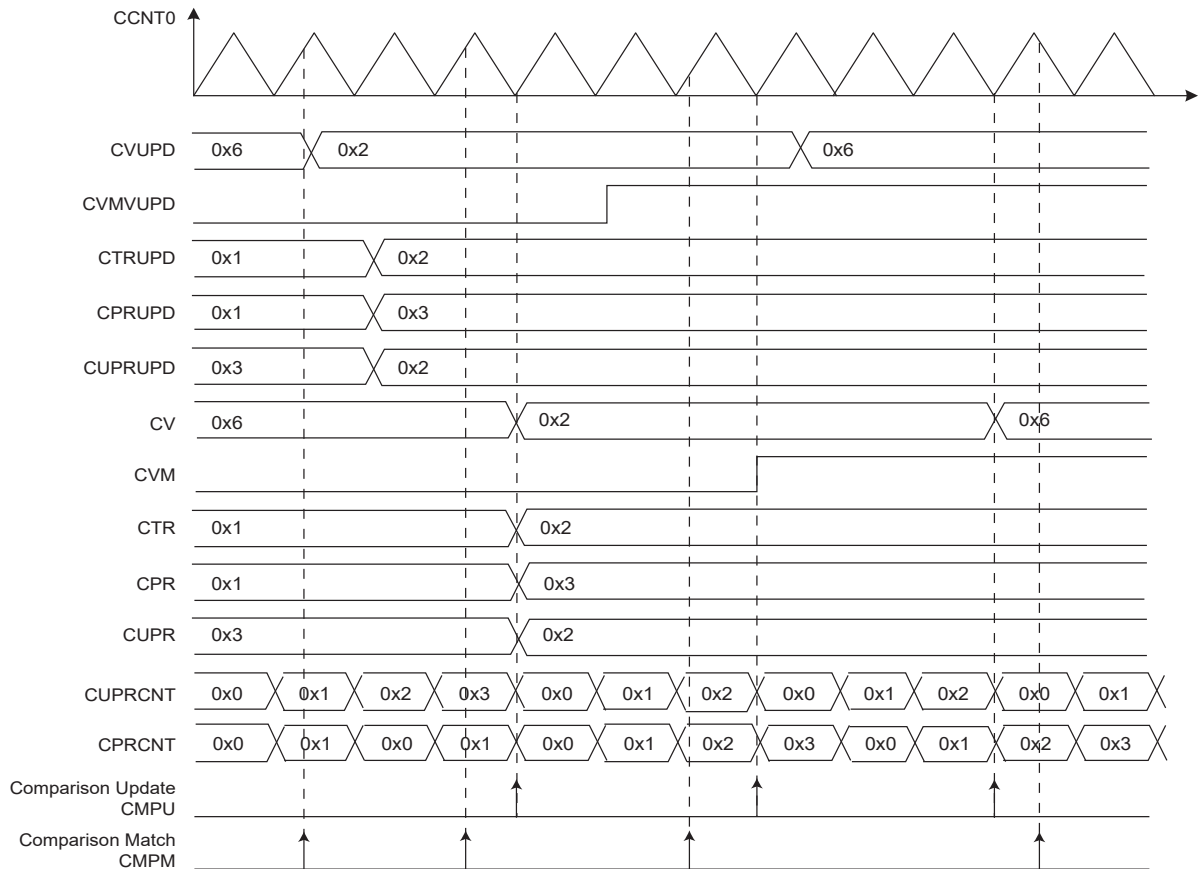 CCNT0
CVUPD 0x6 0x2 0x6
CVMVUPD
CTRUPD 0x1 0x2
CPRUPD 0x1 0x3
CUPRUPD 0x3 0x2
CV 0x6 0x2 0x6
CVM
CTR 0x1 0x2
CPR 0x1 0x3
CUPR 0x3 0x2
CUPRCNT 0x0 0x1 0x2 0x3 0x0 0x1 0x2 0x0 0x1 0x2 0x0 0x1
CPRCNT 0x0 0x1 0x0 0x1 0x0 0x1 0x2 0x3 0x0 0x1 0x2 0x3
Comparison Update
CMPU
Comparison Match
CMPM